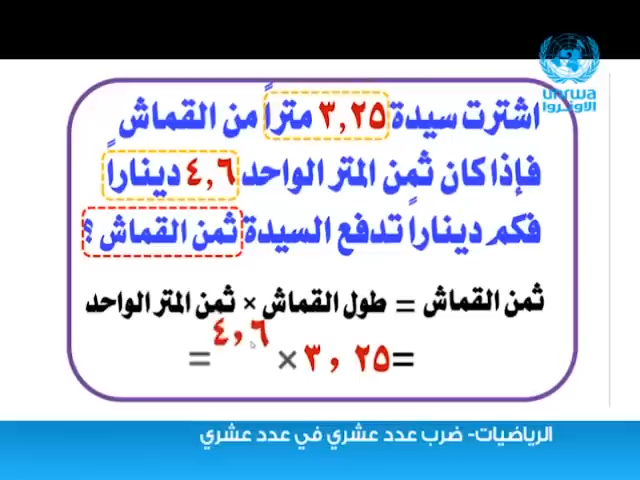 unrwa
الاونروا
اشترت سيدة ٣,٢٥ متراً من القماش
فإذا كان ثمن المتر الواحد ٤,٦ ديناراً
فكم ديناراً تدفع السيدة ثمن القماش ؟
ثمن القماش = طول القماش × ثمن المتر الواحد
= ٣,٢٥ × ٤,٦ =
الرياضيات- ضرب عدد عشري في عدد عشري